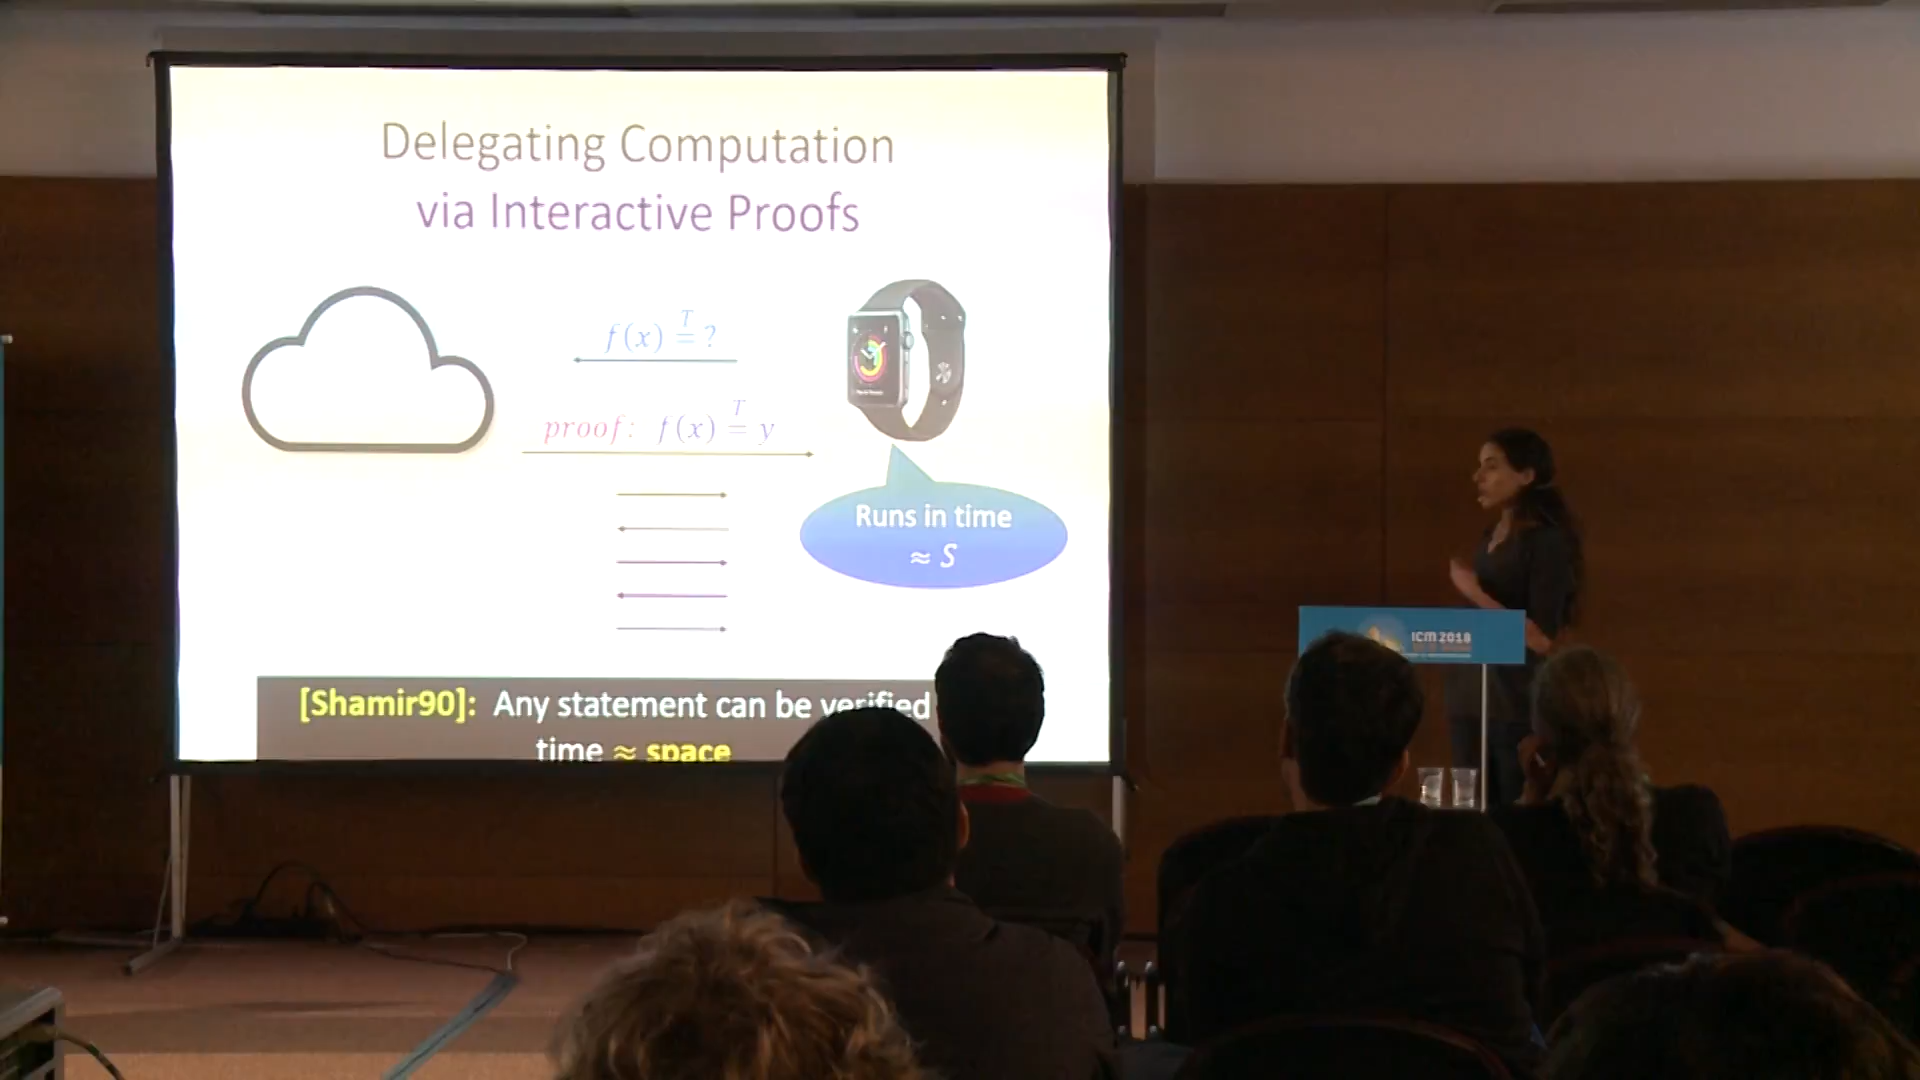 Delegating Computation
via Interactive Proofs
f(x) =ᵀ ?
proof: f(x) =ᵀ y
Runs in time
≈ S
[Shamir90]: Any statement can be verified
time ≈ space
ICM 2018